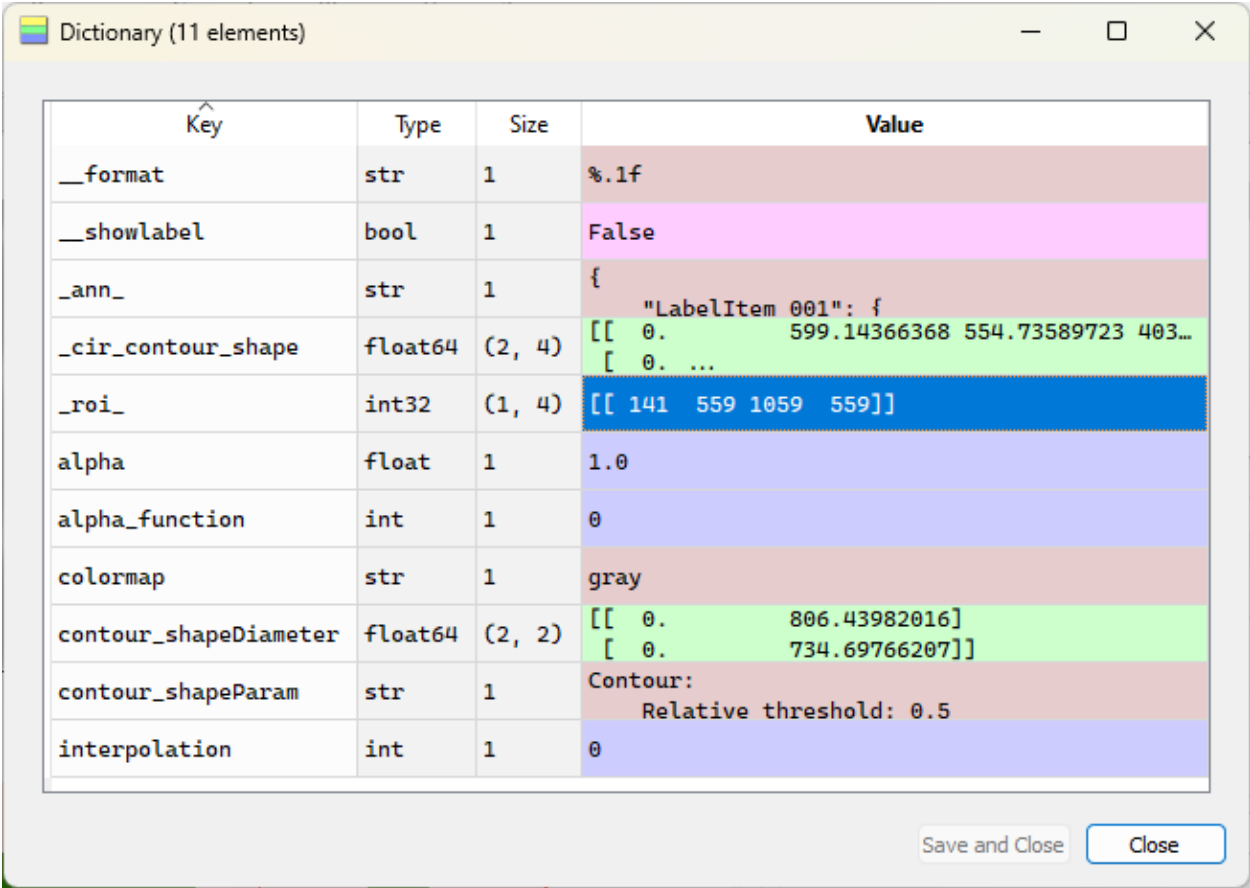 Dictionary (11 elements)
Key Type Size Value
__format str 1 %.1f
__showlabel bool 1 False
_ann_ str 1 {
"LabelItem 001": {
_cir_contour_shape float64 (2, 4) [[ 0. 599.14366368 554.73589723 403…
[ 0. ...
_roi_ int32 (1, 4) [[ 141 559 1059 559]]
alpha float 1 1.0
alpha_function int 1 0
colormap str 1 gray
contour_shapeDiameter float64 (2, 2) [[ 0. 806.43982016]
[ 0. 734.69766207]]
contour_shapeParam str 1 Contour:
Relative threshold: 0.5
interpolation int 1 0
Save and Close Close